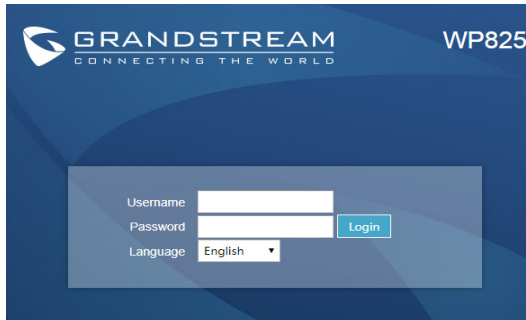 GRANDSTREAM
CONNECTING THE WORLD
WP825
Username
Password
Login
Language
English